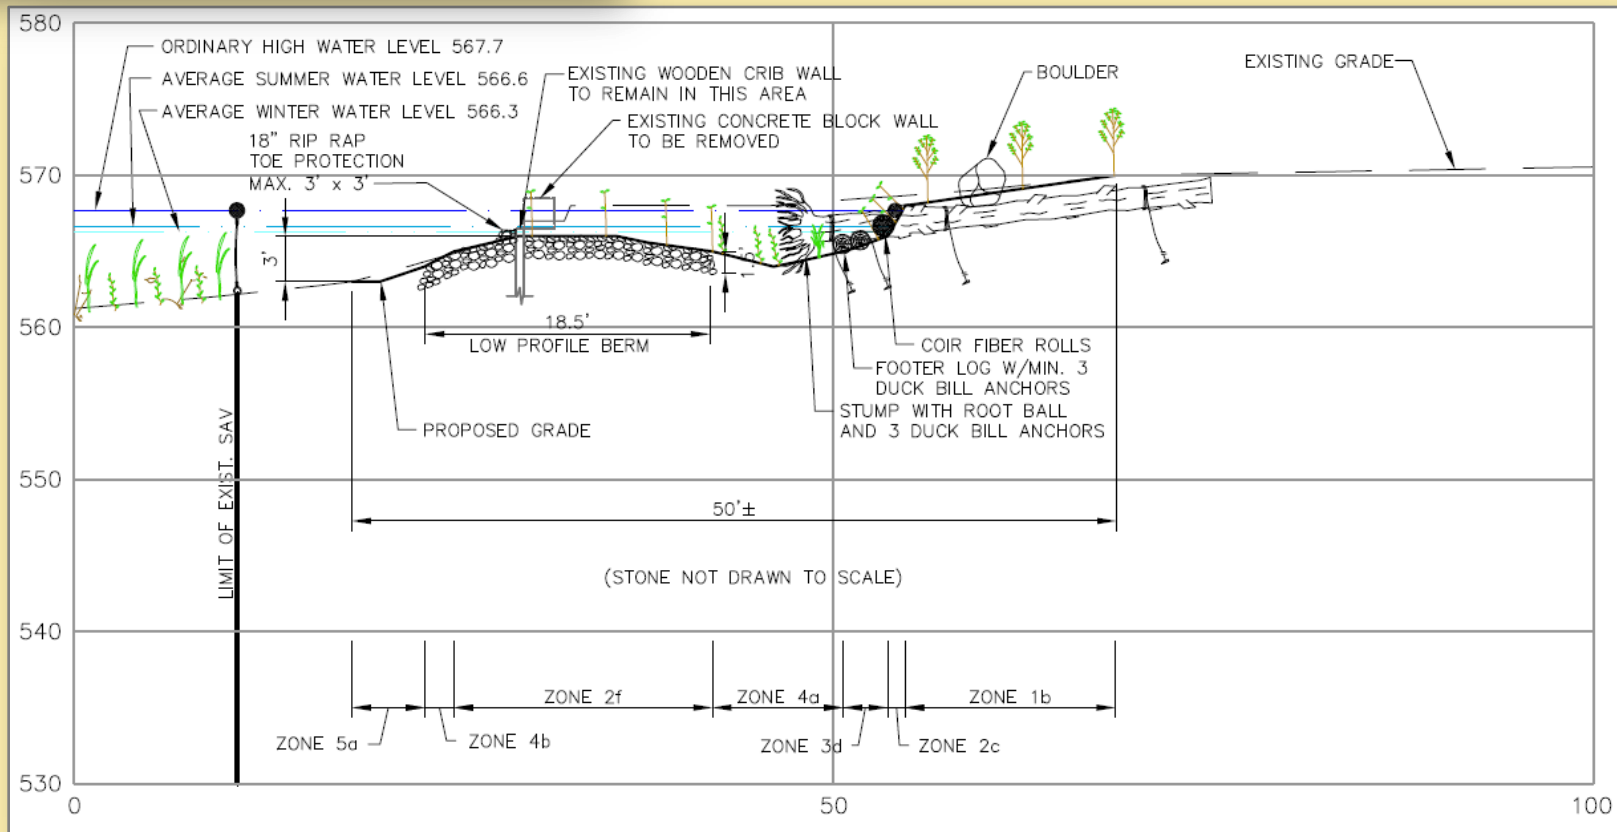 580
ORDINARY HIGH WATER LEVEL 567.7
AVERAGE SUMMER WATER LEVEL 566.6
AVERAGE WINTER WATER LEVEL 566.3
18" RIP RAP
TOE PROTECTION
MAX. 3' x 3'
EXISTING WOODEN CRIB WALL
TO REMAIN IN THIS AREA
EXISTING CONCRETE BLOCK WALL
TO BE REMOVED
BOULDER
EXISTING GRADE
570
3'
1.5'
560
18.5'
LOW PROFILE BERM
COIR FIBER ROLLS
FOOTER LOG W/MIN. 3
DUCK BILL ANCHORS
STUMP WITH ROOT BALL
AND 3 DUCK BILL ANCHORS
PROPOSED GRADE
LIMIT OF EXIST. SAV
550
50'±
(STONE NOT DRAWN TO SCALE)
540
ZONE 2f
ZONE 4a
ZONE 1b
ZONE 5a
ZONE 4b
ZONE 3d
ZONE 2c
530
0
50
100